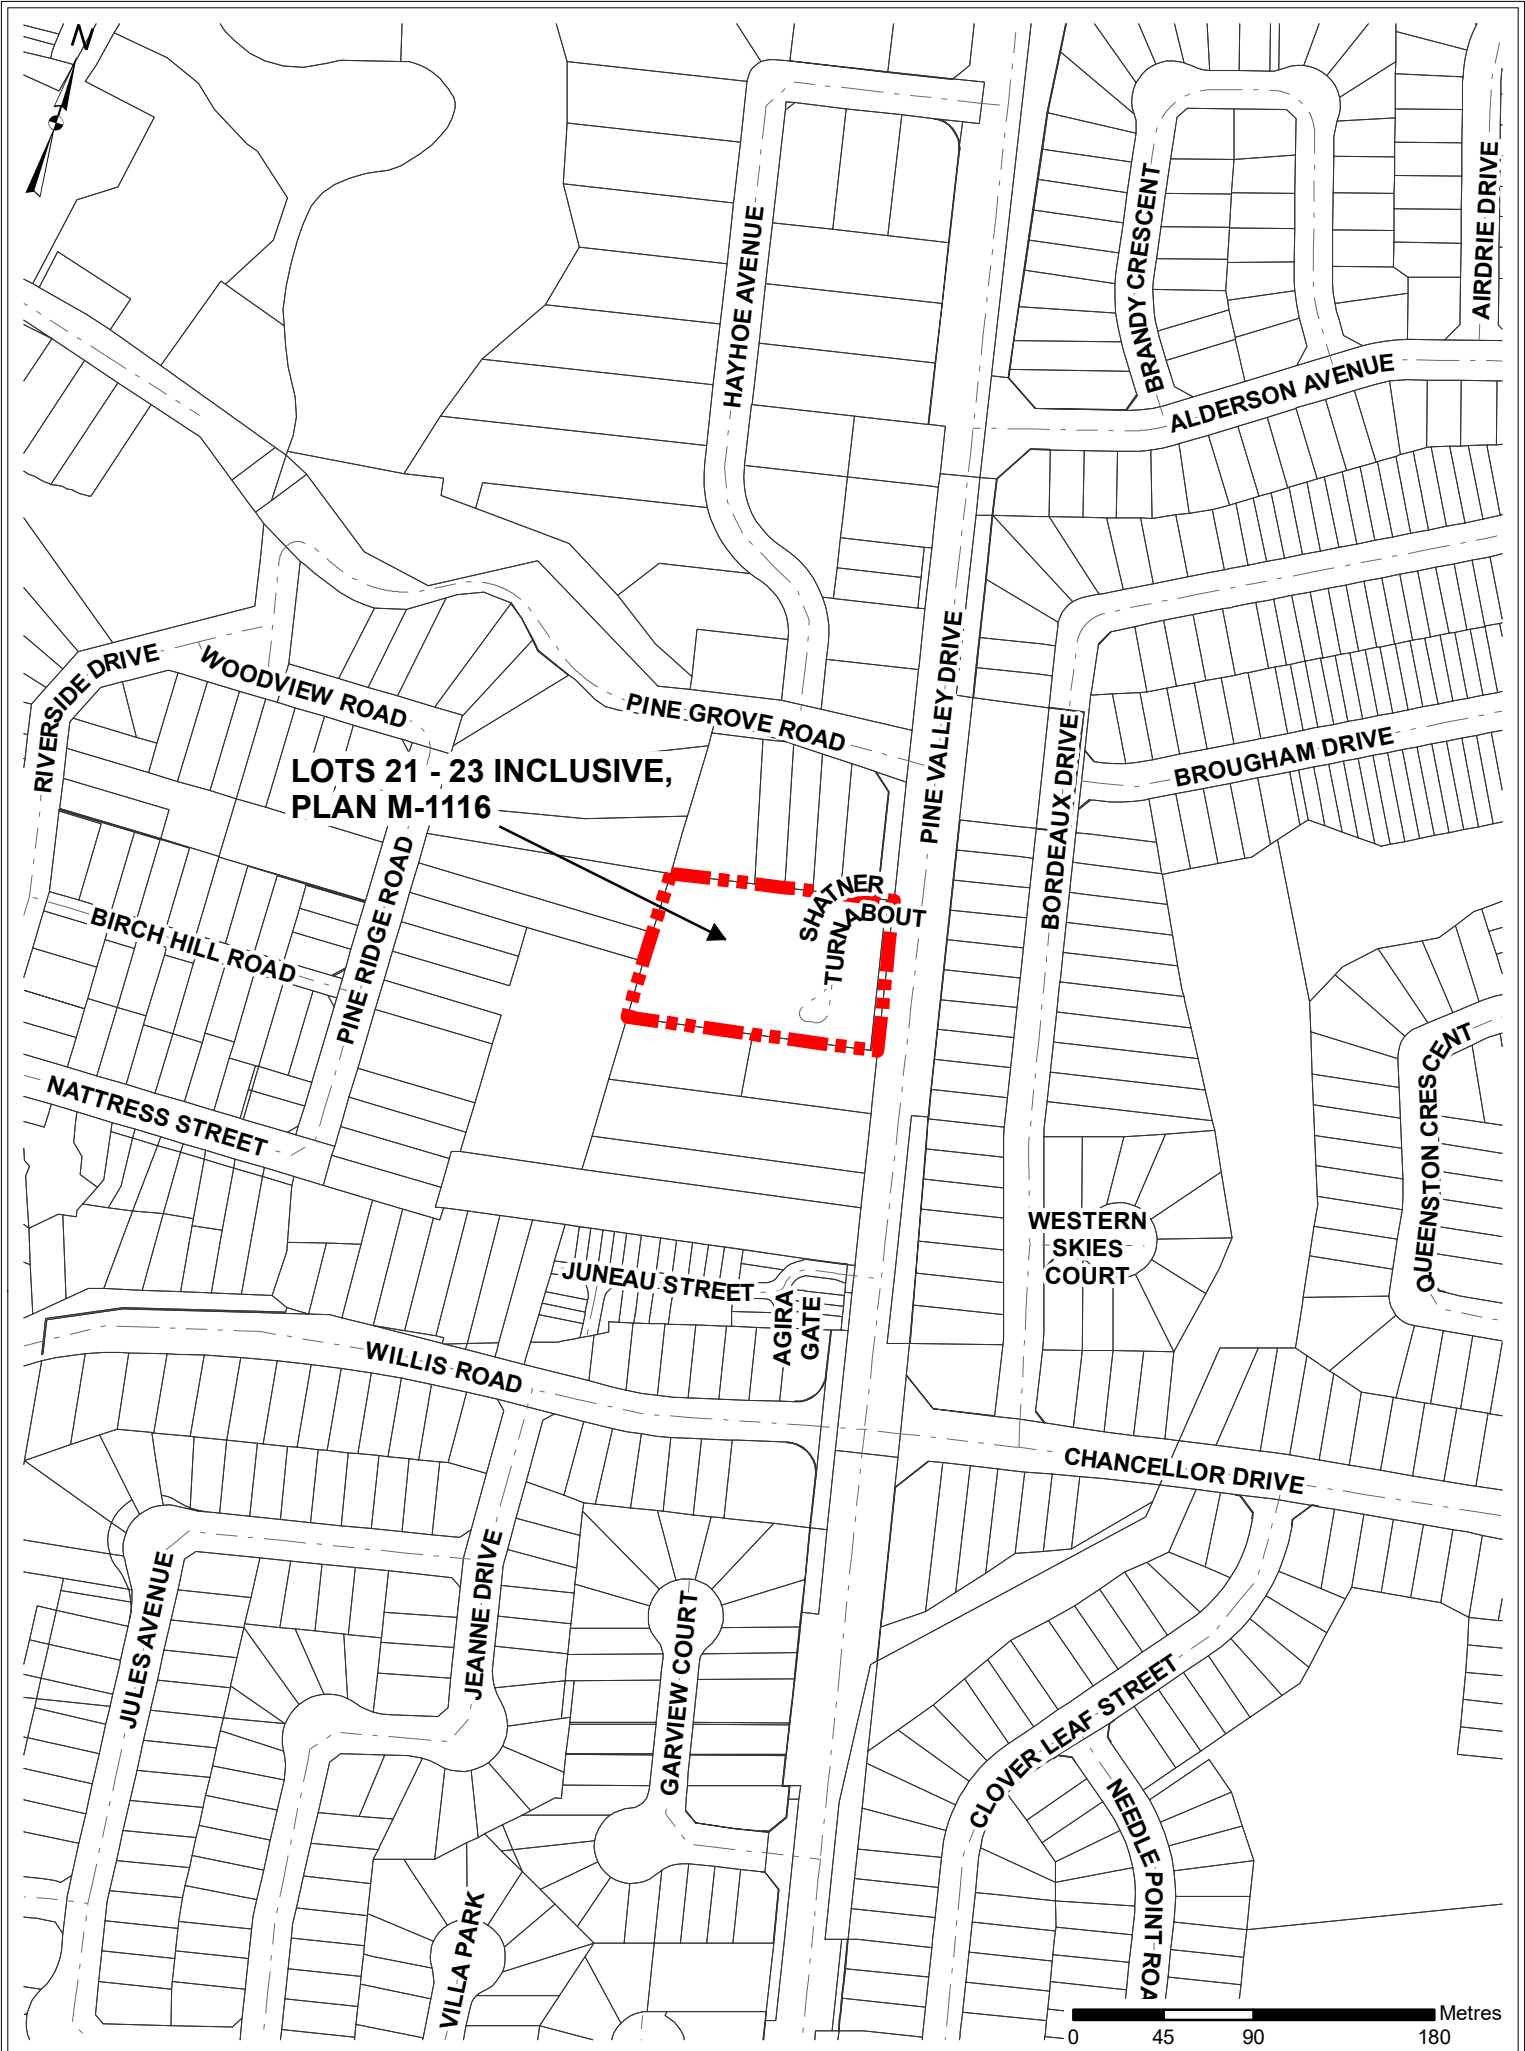 N
HAYHOE AVENUE
BRANDY CRESCENT
AIRDRIE DRIVE
ALDERSON AVENUE
RIVERSIDE DRIVE
WOODVIEW ROAD
PINE GROVE ROAD
PINE VALLEY DRIVE
BORDEAUX DRIVE
BROUGHAM DRIVE
LOTS 21 - 23 INCLUSIVE,
PLAN M-1116
SHATNER
TURNABOUT
BIRCH HILL ROAD
PINE RIDGE ROAD
NATTRESS STREET
QUEENSTON CRESCENT
WESTERN
SKIES
COURT
JUNEAU STREET
AGIRA
GATE
WILLIS ROAD
CHANCELLOR DRIVE
JULES AVENUE
JEANNE DRIVE
GARVIEW COURT
CLOVER LEAF STREET
NEEDLE POINT ROA
VILLA PARK
Metres
0 45 90 180